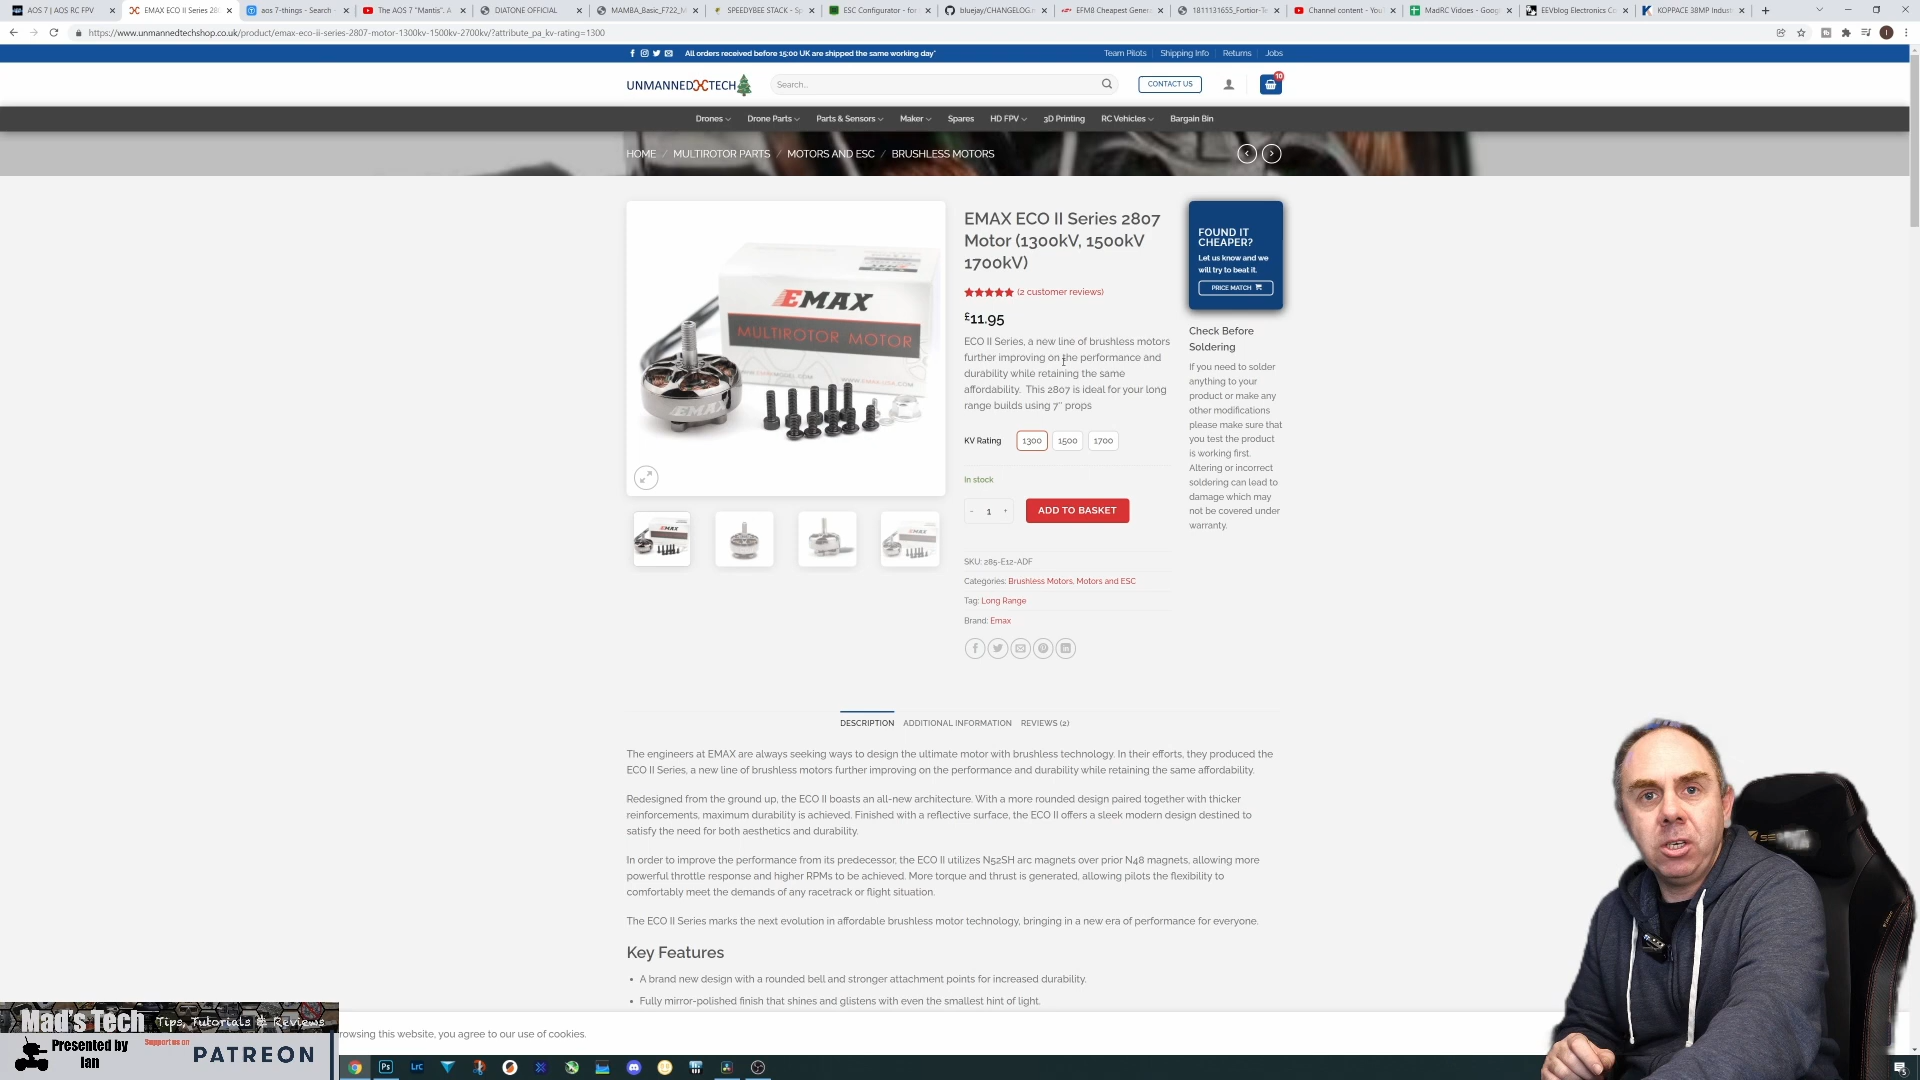 AOS 7 | AOS RC FPV
EMAX ECO II Series 28
aos 7-things - Search
The AOS 7 "Mantis". A
DIATONE OFFICIAL
MAMBA_Basic_F722_M
SPEEDYBEE STACK - Sp
ESC Configurator - for
bluejay/CHANGELOG.m
EFM8 Cheapest Gener
1811131655_Fortior-Te
Channel content - You
MadRC Vidoes - Goog
EEVblog Electronics Co
KOPPACE 38MP Indust
https://www.unmannedtechshop.co.uk/product/emax-eco-ii-series-2807-motor-1300kv-1500kv-2700kv/?attribute_pa_kv-rating=1300
All orders received before 15:00 UK are shipped the same working day*
Team Pilots
Shipping Info
Returns
Jobs
UNMANNED TECH
Search...
CONTACT US
10
Drones
Drone Parts
Parts & Sensors
Maker
Spares
HD FPV
3D Printing
RC Vehicles
Bargain Bin
HOME / MULTIROTOR PARTS / MOTORS AND ESC / BRUSHLESS MOTORS
EMAX
MULTIROTOR MOTOR
EMAX
EMAX ECO II Series 2807
Motor (1300kV, 1500kV
1700kV)
(2 customer reviews)
£11.95
ECO II Series, a new line of brushless motors
further improving on the performance and
durability while retaining the same
affordability. This 2807 is ideal for your long
range builds using 7″ props
KV Rating
1300
1500
1700
In stock
- 1 +
ADD TO BASKET
SKU: 285-E12-ADF
Categories: Brushless Motors, Motors and ESC
Tag: Long Range
Brand: Emax
FOUND IT
CHEAPER?
Let us know and we
will try to beat it.
PRICE MATCH
Check Before
Soldering
If you need to solder
anything to your
product or make any
other modifications
please make sure that
you test the product
is working first.
Altering or incorrect
soldering can lead to
damage which may
not be covered under
warranty.
DESCRIPTION
ADDITIONAL INFORMATION
REVIEWS (2)
The engineers at EMAX are always seeking ways to design the ultimate motor with brushless technology. In their efforts, they produced the
ECO II Series, a new line of brushless motors further improving on the performance and durability while retaining the same affordability.
Redesigned from the ground up, the ECO II boasts an all-new architecture. With a more rounded design paired together with thicker
reinforcements, maximum durability is achieved. Finished with a reflective surface, the ECO II offers a sleek modern design destined to
satisfy the need for both aesthetics and durability.
In order to improve the performance from its predecessor, the ECO II utilizes N52SH arc magnets over prior N48 magnets, allowing more
powerful throttle response and higher RPMs to be achieved. More torque and thrust is generated, allowing pilots the flexibility to
comfortably meet the demands of any racetrack or flight situation.
The ECO II Series marks the next evolution in affordable brushless motor technology, bringing in a new era of performance for everyone.
Key Features
• A brand new design with a rounded bell and stronger attachment points for increased durability.
• Fully mirror-polished finish that shines and glistens with even the smallest hint of light.
rowsing this website, you agree to our use of cookies.
Mad's Tech
Tips, Tutorials & Reviews
Presented by
Ian
Support us on
PATREON
Ps
Lrc